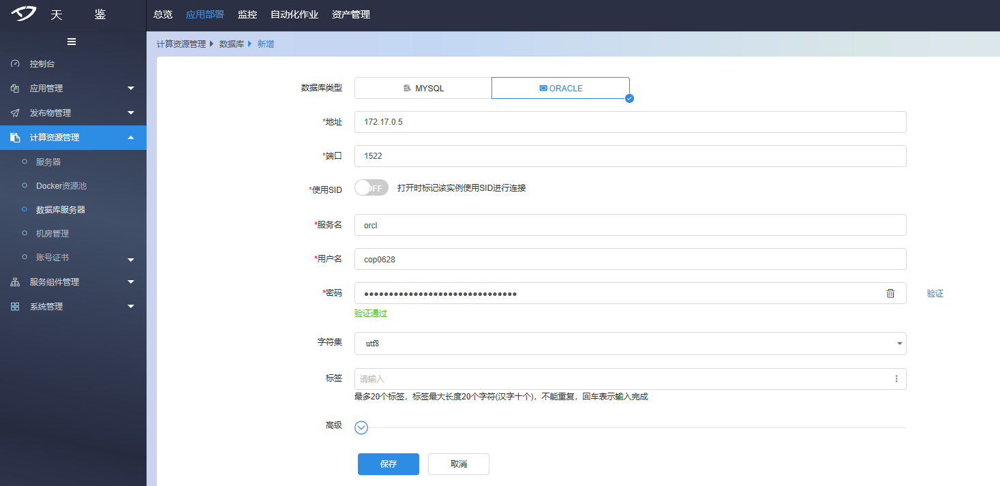 天 鉴
总览 应用部署 监控 自动化作业 资产管理
控制台
应用管理
发布物管理
计算资源管理
服务器
Docker资源池
数据库服务器
机房管理
账号证书
服务组件管理
系统管理
计算资源管理 数据库 新增
数据库类型 MYSQL ORACLE
*地址 172.17.0.5
*端口 1522
*使用SID OFF 打开时标记该实例使用SID进行连接
*服务名 orcl
*用户名 cop0628
*密码 ●●●●●●●●●●●●●●●●●●●●●●●●●●●●●●● 验证
验证通过
字符集 utf8
标签 请输入
最多20个标签，标签最大长度20个字符(汉字十个)，不能重复，回车表示输入完成
高级
保存 取消